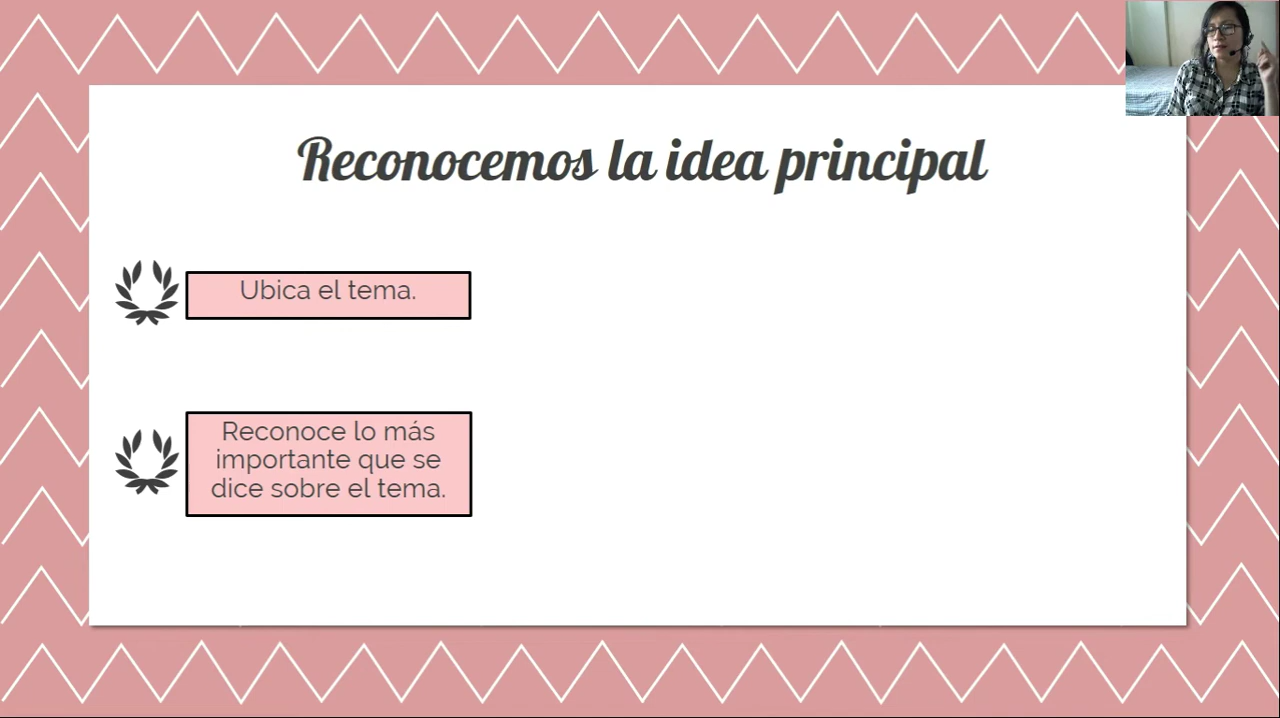 Reconocemos la idea principal
Ubica el tema.
Reconoce lo más
importante que se
dice sobre el tema.